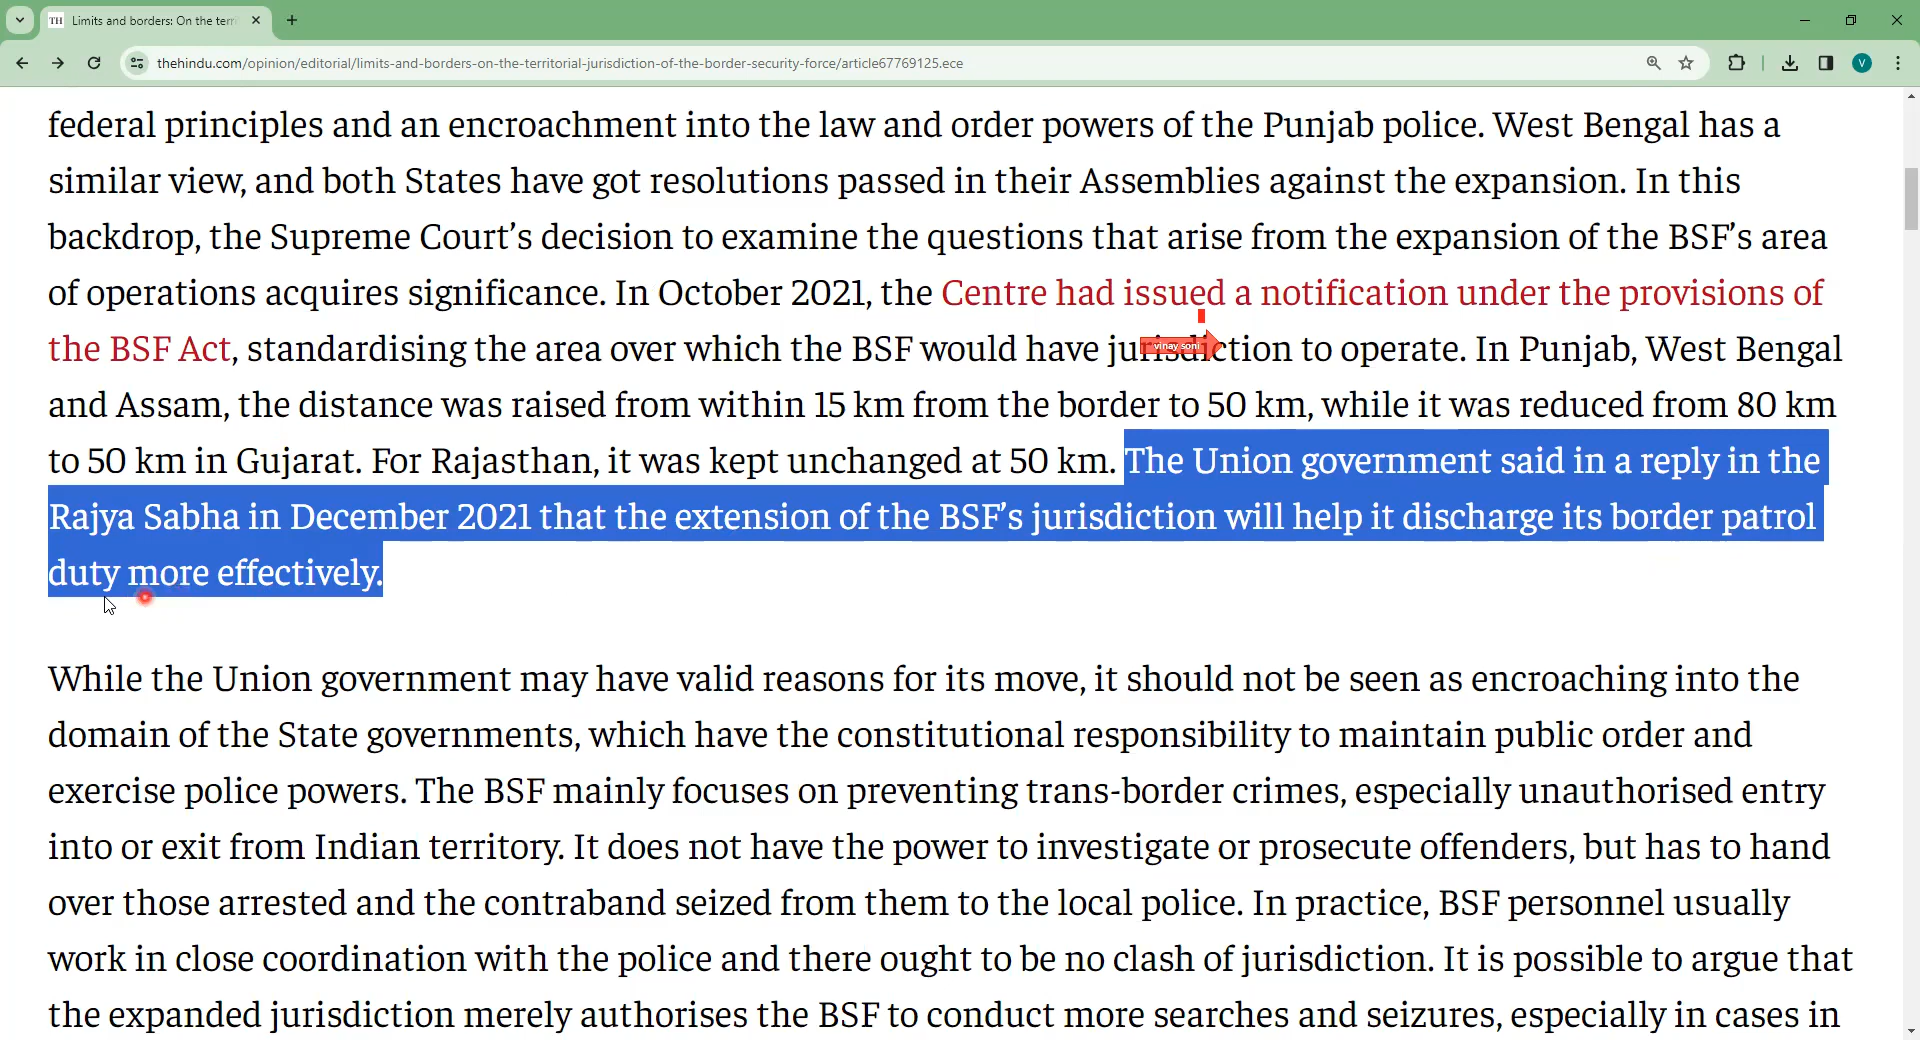 TH Limits and borders: On the terri
thehindu.com/opinion/editorial/limits-and-borders-on-the-territorial-jurisdiction-of-the-border-security-force/article67769125.ece
V
federal principles and an encroachment into the law and order powers of the Punjab police. West Bengal has a
similar view, and both States have got resolutions passed in their Assemblies against the expansion. In this
backdrop, the Supreme Court’s decision to examine the questions that arise from the expansion of the BSF’s area
of operations acquires significance. In October 2021, the Centre had issued a notification under the provisions of
the BSF Act, standardising the area over which the BSF would have jurisdiction to operate. In Punjab, West Bengal
vinay soni
and Assam, the distance was raised from within 15 km from the border to 50 km, while it was reduced from 80 km
to 50 km in Gujarat. For Rajasthan, it was kept unchanged at 50 km. The Union government said in a reply in the
Rajya Sabha in December 2021 that the extension of the BSF’s jurisdiction will help it discharge its border patrol
duty more effectively.
While the Union government may have valid reasons for its move, it should not be seen as encroaching into the
domain of the State governments, which have the constitutional responsibility to maintain public order and
exercise police powers. The BSF mainly focuses on preventing trans-border crimes, especially unauthorised entry
into or exit from Indian territory. It does not have the power to investigate or prosecute offenders, but has to hand
over those arrested and the contraband seized from them to the local police. In practice, BSF personnel usually
work in close coordination with the police and there ought to be no clash of jurisdiction. It is possible to argue that
the expanded jurisdiction merely authorises the BSF to conduct more searches and seizures, especially in cases in